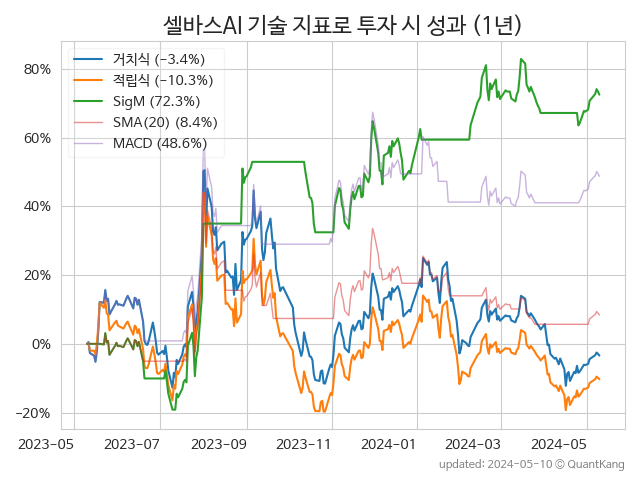 셀바스AI 기술 지표로 투자 시 성과 (1년)
거치식 (−3.4%)
적립식 (−10.3%)
SigM (72.3%)
SMA(20) (8.4%)
MACD (48.6%)
80%
60%
40%
20%
0%
−20%
2023-05 2023-07 2023-09 2023-11 2024-01 2024-03 2024-05
updated: 2024-05-10 © QuantKang